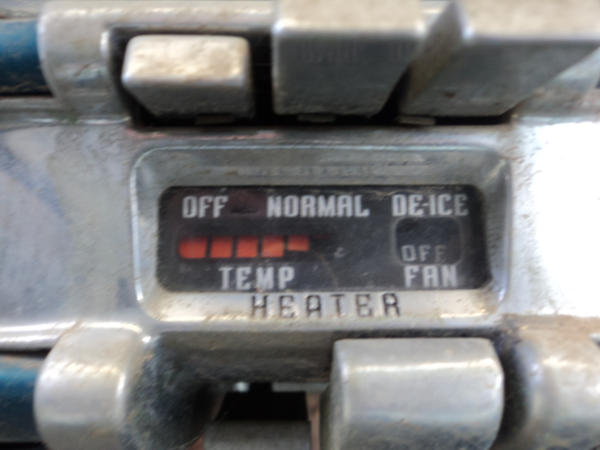 OFF NORMAL DE-ICE
OFF
TEMP FAN
HEATER